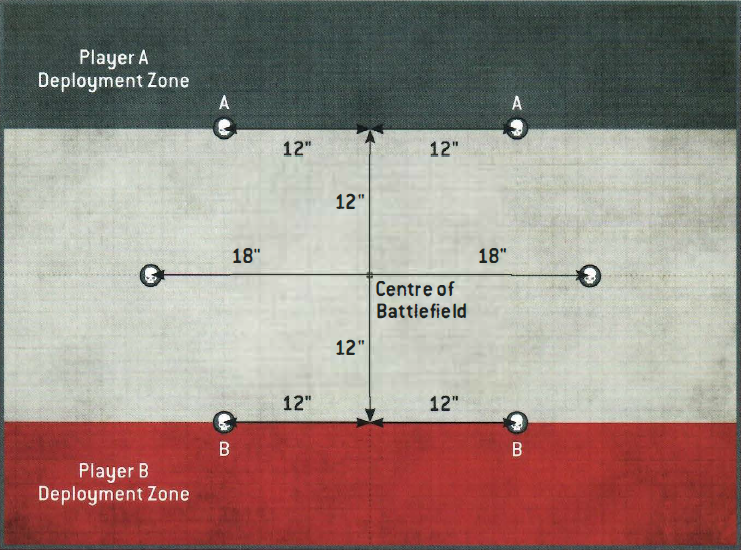 Player A
Deployment Zone
A
A
12"
12"
12"
18"
18"
Centre of
Battlefield
12"
12"
12"
B
B
Player B
Deployment Zone